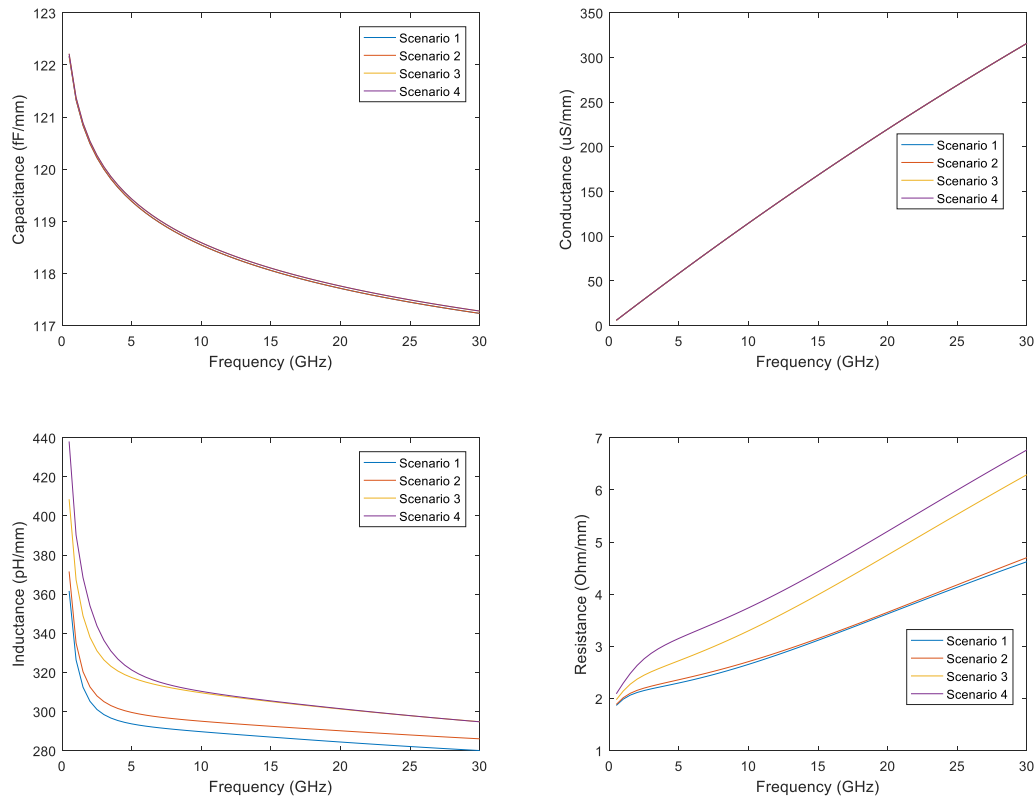 123
122
121
120
119
118
117
Capacitance (fF/mm)
0 5 10 15 20 25 30
Frequency (GHz)
Scenario 1
Scenario 2
Scenario 3
Scenario 4
350
300
250
200
150
100
50
0
Conductance (uS/mm)
0 5 10 15 20 25 30
Frequency (GHz)
Scenario 1
Scenario 2
Scenario 3
Scenario 4
440
420
400
380
360
340
320
300
280
Inductance (pH/mm)
0 5 10 15 20 25 30
Frequency (GHz)
Scenario 1
Scenario 2
Scenario 3
Scenario 4
7
6
5
4
3
2
1
Resistance (Ohm/mm)
0 5 10 15 20 25 30
Frequency (GHz)
Scenario 1
Scenario 2
Scenario 3
Scenario 4